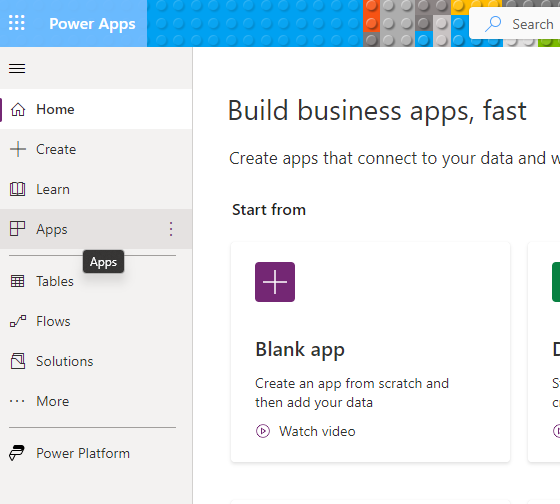 Power Apps
Search
Home
Create
Learn
Apps
Apps
Tables
Flows
Solutions
More
Power Platform
Build business apps, fast
Create apps that connect to your data and w
Start from
Blank app
Create an app from scratch and
then add your data
Watch video